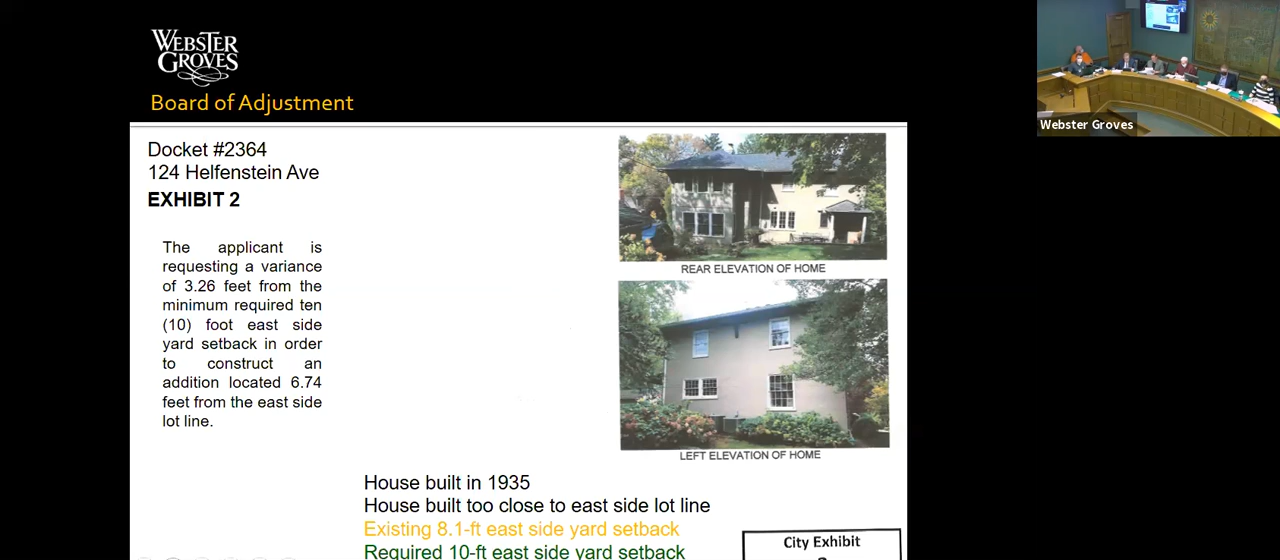 WEBSTER
GROVES
Board of Adjustment
Webster Groves
Docket #2364
124 Helfenstein Ave
EXHIBIT 2
The applicant is
requesting a variance
of 3.26 feet from the
minimum required ten
(10) foot east side
yard setback in order
to construct an
addition located 6.74
feet from the east side
lot line.
REAR ELEVATION OF HOME
LEFT ELEVATION OF HOME
House built in 1935
House built too close to east side lot line
Existing 8.1-ft east side yard setback
Required 10-ft east side yard setback
City Exhibit